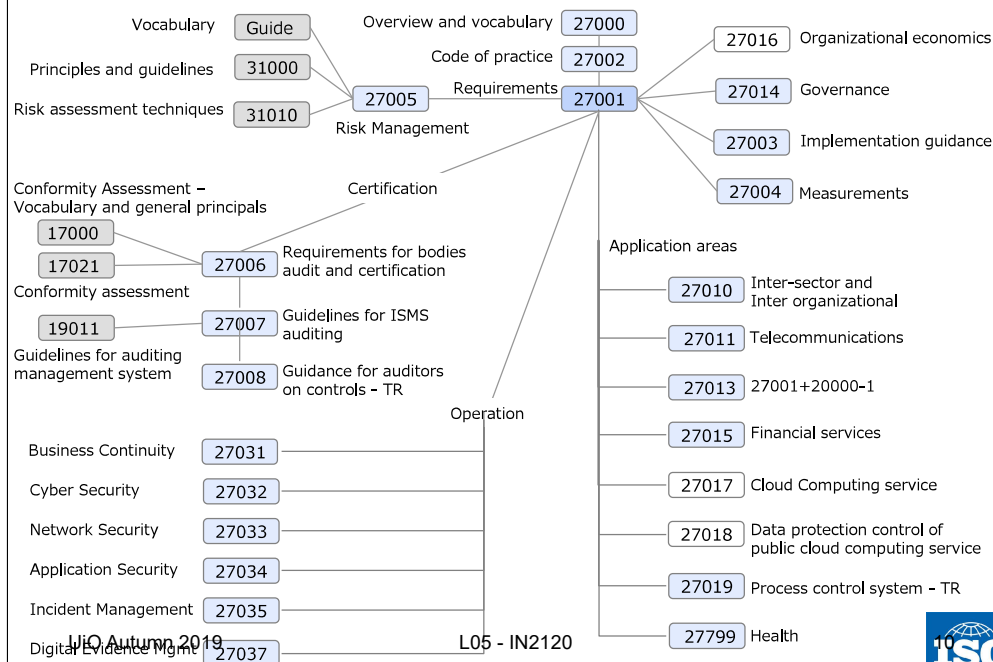 Vocabulary
Guide
Principles and guidelines
31000
Risk assessment techniques
31010
27005
Risk Management
Overview and vocabulary
27000
Code of practice
27002
Requirements
27001
27016
Organizational economics
27014
Governance
27003
Implementation guidance
27004
Measurements
Certification
Conformity Assessment –
Vocabulary and general principals
17000
17021
Conformity assessment
27006
Requirements for bodies
audit and certification
19011
Guidelines for auditing
management system
27007
Guidelines for ISMS
auditing
27008
Guidance for auditors
on controls - TR
Application areas
27010
Inter-sector and
Inter organizational
27011
Telecommunications
27013
27001+20000-1
27015
Financial services
27017
Cloud Computing service
27018
Data protection control of
public cloud computing service
27019
Process control system - TR
27799
Health
Operation
Business Continuity
27031
Cyber Security
27032
Network Security
27033
Application Security
27034
Incident Management
27035
Digital Evidence Mgmt
27037
UiO Autumn 2019
L05 - IN2120
10
ISO